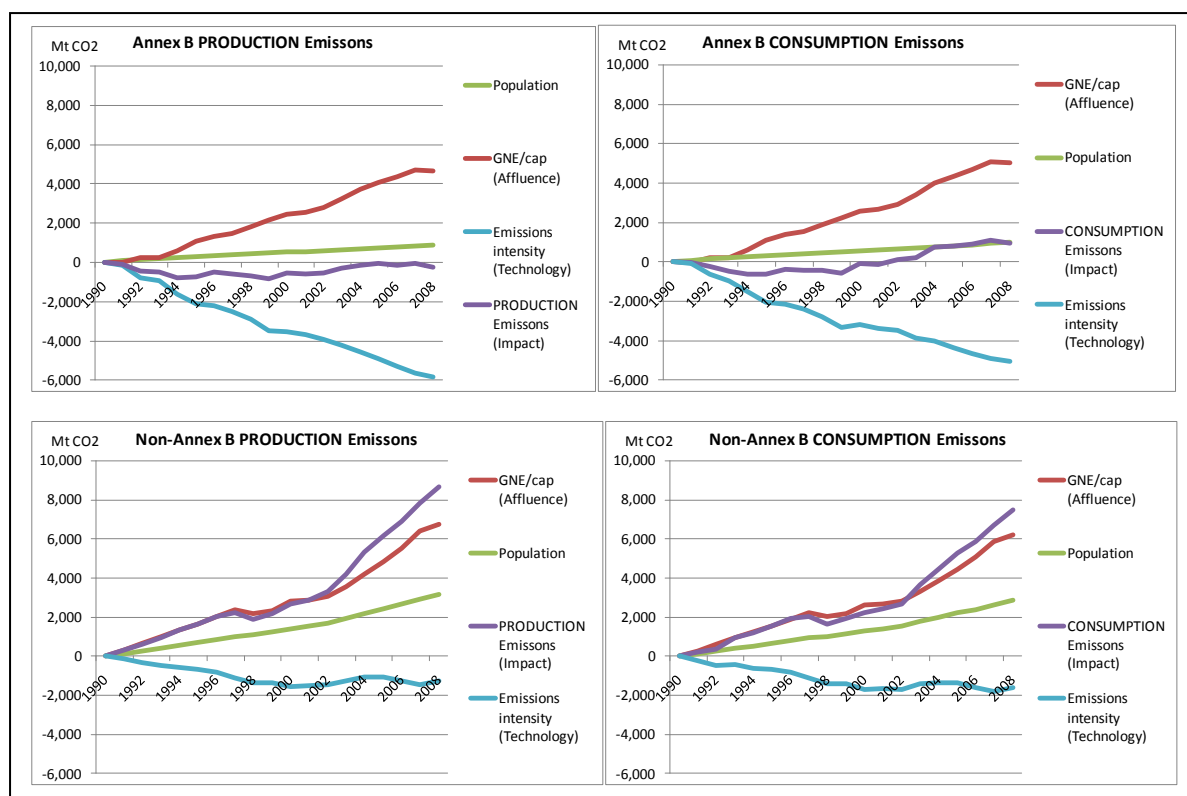 Mt CO2
Annex B PRODUCTION Emissons
10,000
8,000
6,000
4,000
2,000
0
-2,000
-4,000
-6,000
1990
1992
1994
1996
1998
2000
2002
2004
2006
2008
Population
GNE/cap
(Affluence)
Emissions
intensity
(Technology)
PRODUCTION
Emissons
(Impact)
Mt CO2
Annex B CONSUMPTION Emissons
10,000
8,000
6,000
4,000
2,000
0
-2,000
-4,000
-6,000
1990
1992
1994
1996
1998
2000
2002
2004
2006
2008
GNE/cap
(Affluence)
Population
CONSUMPTION
Emissons
(Impact)
Emissions
intensity
(Technology)
Mt CO2
Non-Annex B PRODUCTION Emissons
10,000
8,000
6,000
4,000
2,000
0
-2,000
-4,000
-6,000
1990
1992
1994
1996
1998
2000
2002
2004
2006
2008
GNE/cap
(Affluence)
Population
PRODUCTION
Emissons
(Impact)
Emissions
intensity
(Technology)
Mt CO2
Non-Annex B CONSUMPTION Emissons
10,000
8,000
6,000
4,000
2,000
0
-2,000
-4,000
-6,000
1990
1992
1994
1996
1998
2000
2002
2004
2006
2008
GNE/cap
(Affluence)
Population
CONSUMPTION
Emissons
(Impact)
Emissions
intensity
(Technology)